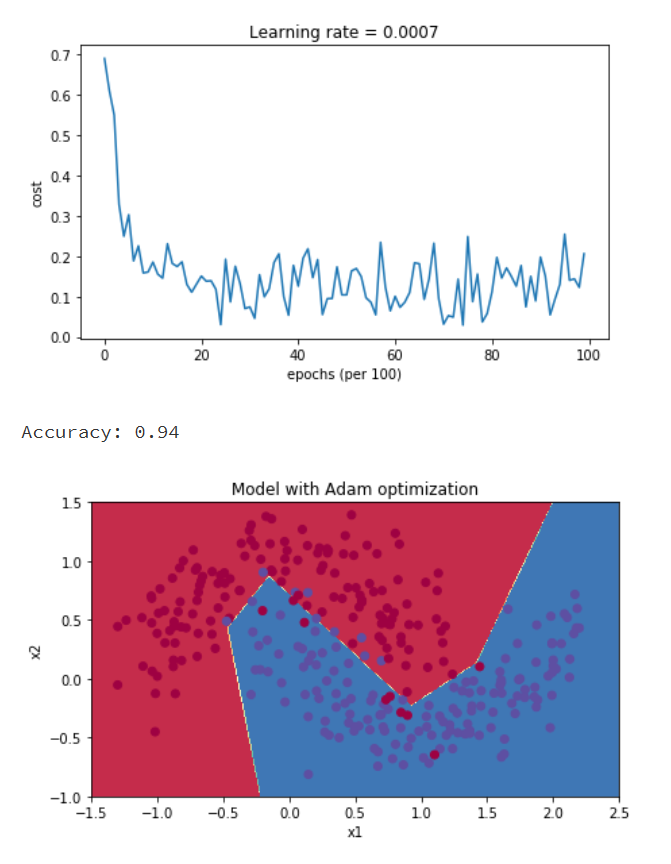 Learning rate = 0.0007
0.7
0.6
0.5
0.4
0.3
0.2
0.1
0.0
cost
0 20 40 60 80 100
epochs (per 100)
Accuracy: 0.94
Model with Adam optimization
1.5
1.0
0.5
0.0
−0.5
−1.0
x2
−1.5 −1.0 −0.5 0.0 0.5 1.0 1.5 2.0 2.5
x1